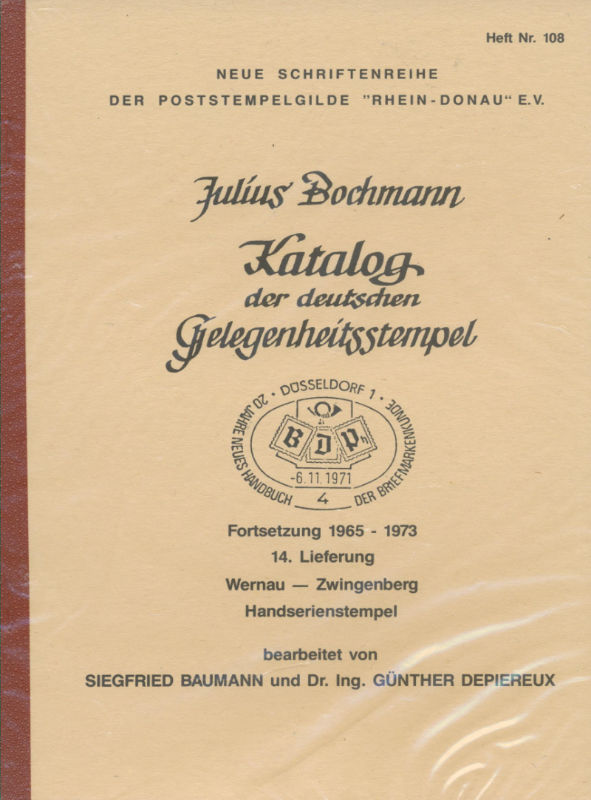 Heft Nr. 108
NEUE SCHRIFTENREIHE
DER POSTSTEMPELGILDE "RHEIN-DONAU" E.V.
Julius Bochmann
Katalog
der deutschen
Gelegenheitsstempel
20 JAHRE NEUES HANDBUCH · DÜSSELDORF 1 · DER BRIEFMARKENKUNDE
B D Ph
-6.11.1971
4
Fortsetzung 1965 - 1973
14. Lieferung
Wernau — Zwingenberg
Handserienstempel
bearbeitet von
SIEGFRIED BAUMANN und Dr. Ing. GÜNTHER DEPIEREUX